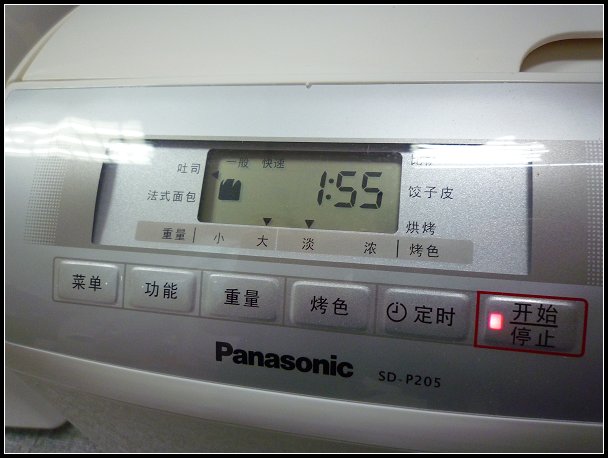 一般 快速
吐司
1:55
法式面包
饺子皮
烘烤
重量 小 大 淡 浓 烤色
菜单 功能 重量 烤色 定时 开始
停止
Panasonic SD-P205